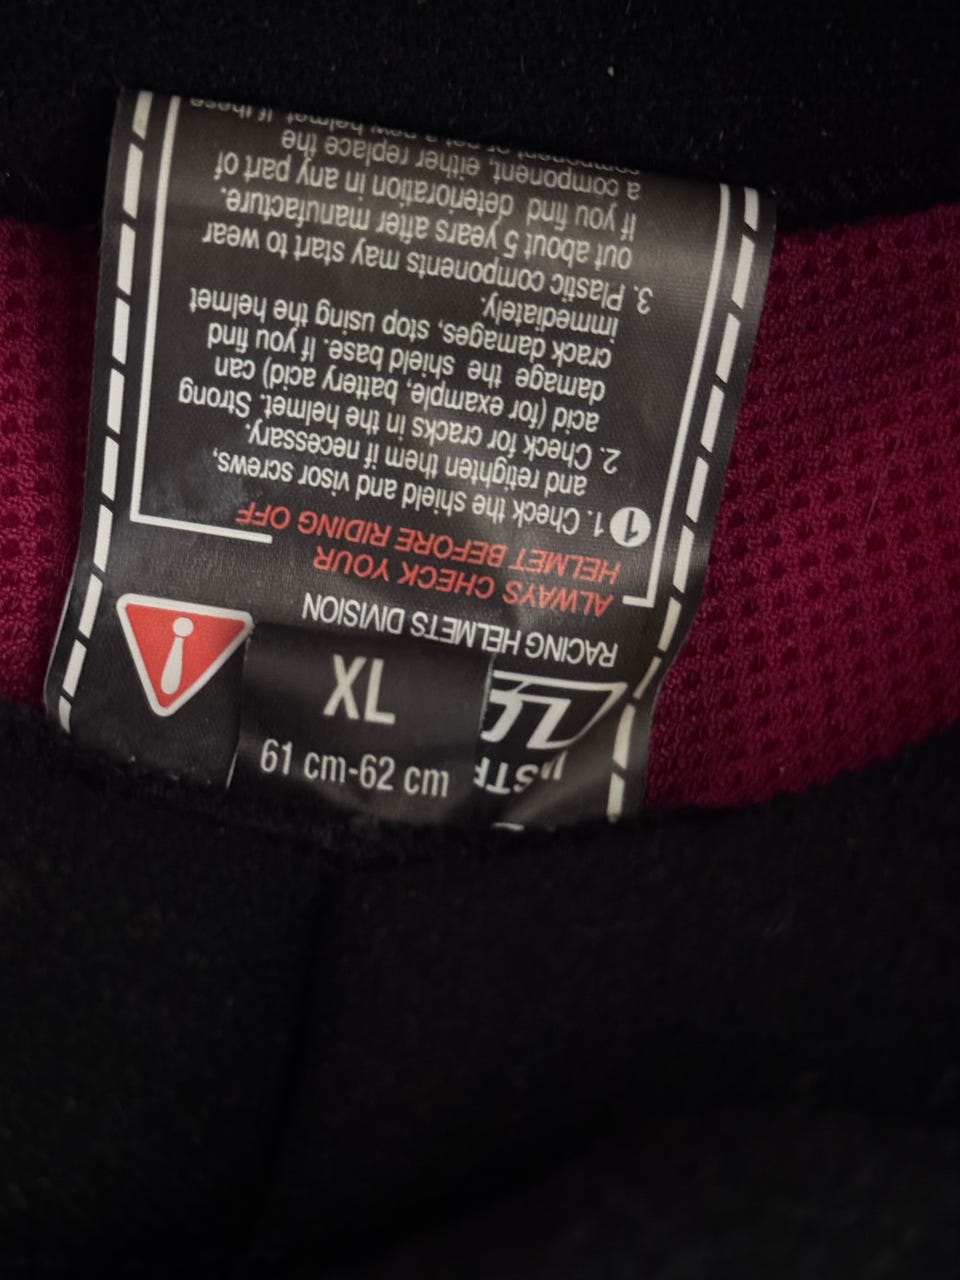 XL
61 cm-62 cm
RACING HELMETS DIVISION
ALWAYS CHECK YOUR
HELMET BEFORE RIDING OFF
1 1. Check the shield and visor screws,
and retighten them if necessary.
2. Check for cracks in the helmet. Strong
acid (for example, battery acid) can
damage the shield base. If you find
crack damages, stop using the helmet
immediately.
3. Plastic components may start to wear
out about 5 years after manufacture.
If you find deterioration in any part of
a component, either replace the
component or get a new helmet. If these